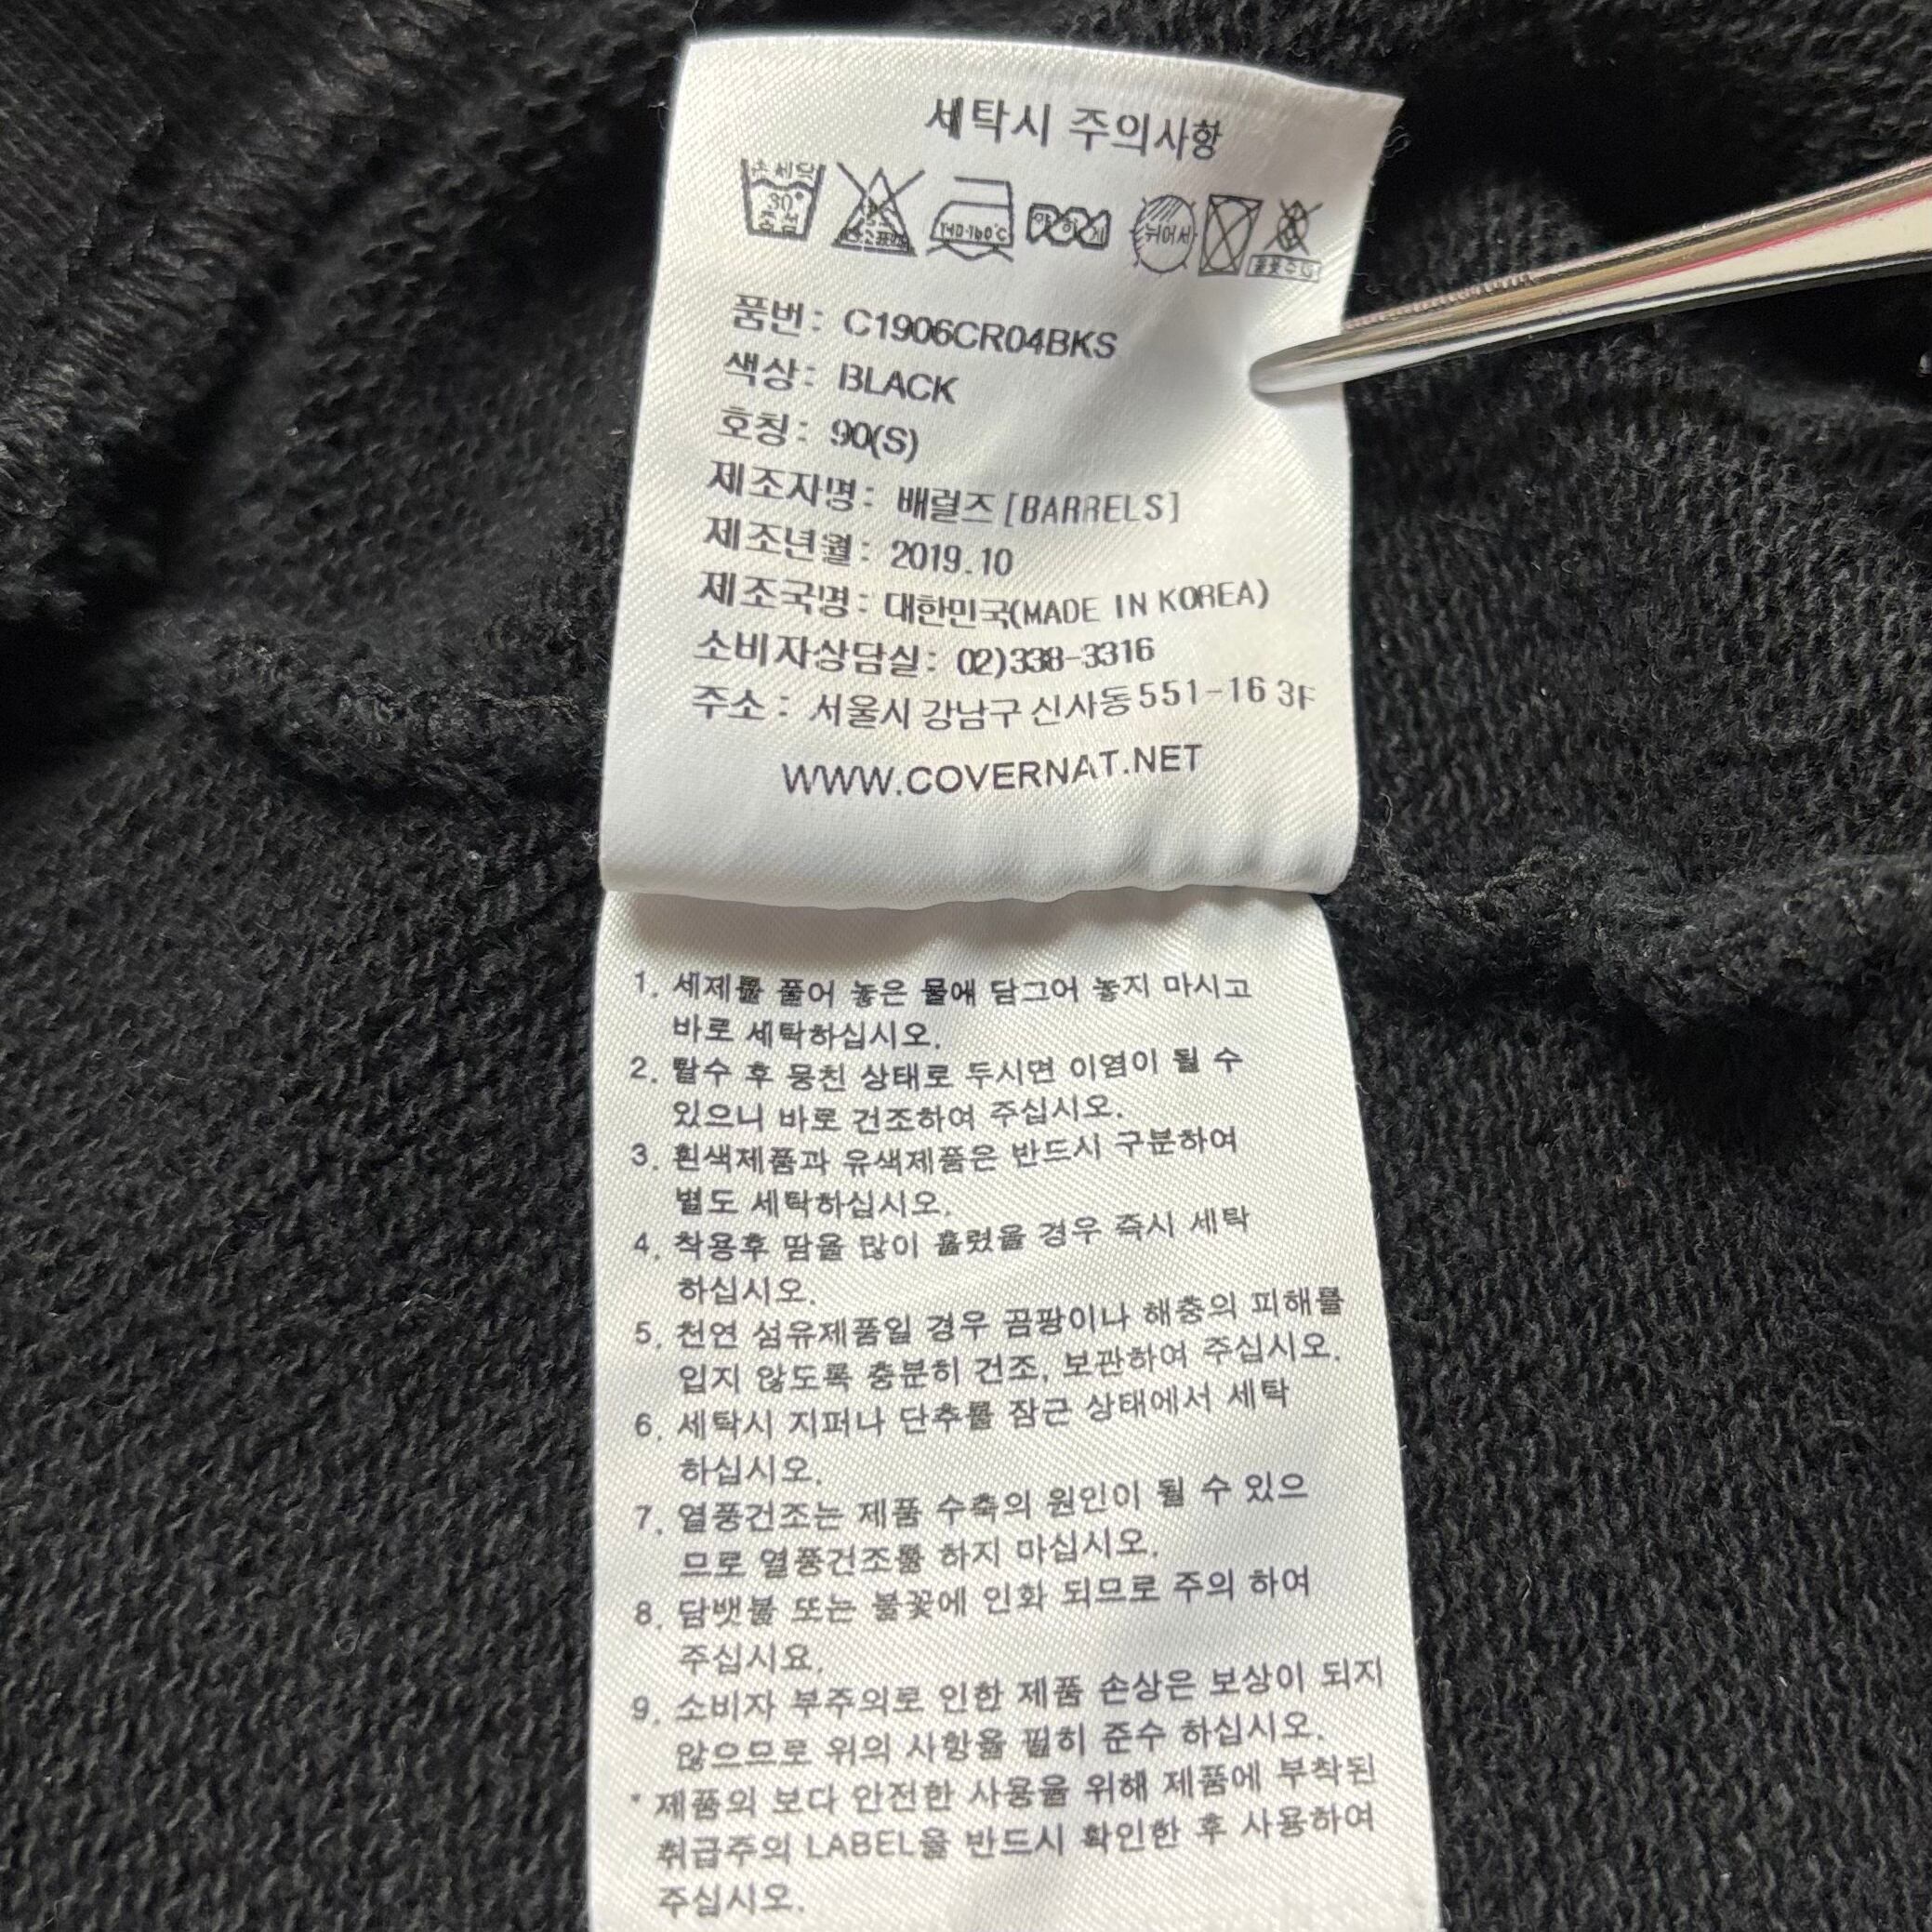 세탁시 주의사항
손세탁
30°
중성
140-160°C
약하게
뉘어서
품번: C1906CR04BKS
색상: BLACK
호칭: 90(S)
제조자명: 배럴즈 [BARRELS]
제조년월: 2019.10
제조국명: 대한민국(MADE IN KOREA)
소비자상담실: 02)338-3316
주소: 서울시 강남구 신사동 551-16 3F
WWW.COVERNAT.NET
1. 세제를 풀어 놓은 물에 담그어 놓지 마시고
바로 세탁하십시오.
2. 탈수 후 뭉친 상태로 두시면 이염이 될 수
있으니 바로 건조하여 주십시오.
3. 흰색제품과 유색제품은 반드시 구분하여
별도 세탁하십시오.
4. 착용후 땀을 많이 흘렸을 경우 즉시 세탁
하십시오.
5. 천연 섬유제품일 경우 곰팡이나 해충의 피해를
입지 않도록 충분히 건조, 보관하여 주십시오.
6. 세탁시 지퍼나 단추를 잠근 상태에서 세탁
하십시오.
7. 열풍건조는 제품 수축의 원인이 될 수 있으
므로 열풍건조를 하지 마십시오.
8. 담뱃불 또는 불꽃에 인화 되므로 주의 하여
주십시요.
9. 소비자 부주의로 인한 제품 손상은 보상이 되지
않으므로 위의 사항을 필히 준수 하십시오.
* 제품의 보다 안전한 사용을 위해 제품에 부착된
취급주의 LABEL을 반드시 확인한 후 사용하여
주십시오.